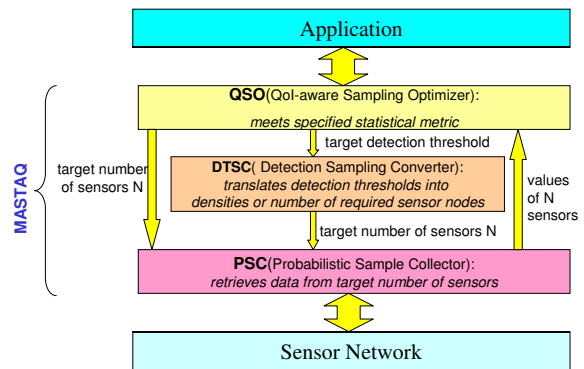 Application
QSO(QoI-aware Sampling Optimizer):
meets specified statistical metric
target detection threshold
target number
of sensors N
DTSC( Detection Sampling Converter):
translates detection thresholds into
densities or number of required sensor nodes
values
of N
sensors
MASTAQ
target number of sensors N
PSC(Probabilistic Sample Collector):
retrieves data from target number of sensors
Sensor Network